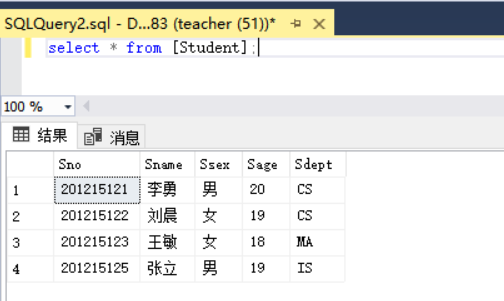 SQLQuery2.sql - D...83 (teacher (51))*
select * from [Student];
100 %
结果 消息
Sno Sname Ssex Sage Sdept
1 201215121 李勇 男 20 CS
2 201215122 刘晨 女 19 CS
3 201215123 王敏 女 18 MA
4 201215125 张立 男 19 IS